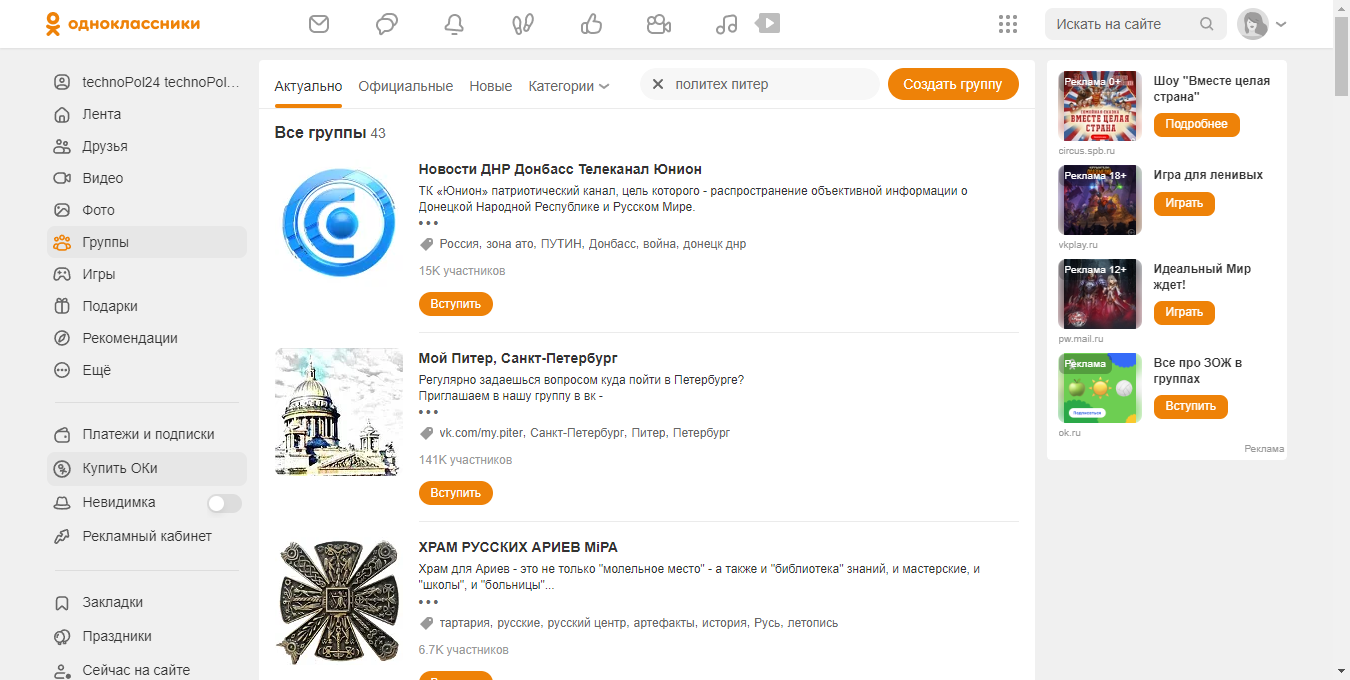 одноклассники
Искать на сайте
technoPol24 technoPol…
Лента
Друзья
Видео
Фото
Группы
Игры
Подарки
Рекомендации
Ещё
Платежи и подписки
Купить ОКи
Невидимка
Рекламный кабинет
Закладки
Праздники
Сейчас на сайте
Актуально
Официальные
Новые
Категории
политех питер
Создать группу
Все группы 43
Новости ДНР Донбасс Телеканал Юнион
ТК «Юнион» патриотический канал, цель которого - распространение объективной информации о
Донецкой Народной Республике и Русском Мире.
Россия, зона ато, ПУТИН, Донбасс, война, донецк днр
15K участников
Вступить
Мой Питер, Санкт-Петербург
Регулярно задаешься вопросом куда пойти в Петербурге?
Приглашаем в нашу группу в вк -
vk.com/my.piter, Санкт-Петербург, Питер, Петербург
141K участников
Вступить
ХРАМ РУССКИХ АРИЕВ МiРА
Храм для Ариев - это не только "молельное место" - а также и "библиотека" знаний, и мастерские, и
"школы", и "больницы"...
тартария, русские, русский центр, артефакты, история, Русь, летопись
6.7K участников
Вступить
Реклама 0+
ВМЕСТЕ ЦЕЛАЯ
СТРАНА
Шоу "Вместе целая
страна"
Подробнее
circus.spb.ru
Реклама 18+
Игра для ленивых
Играть
vkplay.ru
Реклама 12+
Идеальный Мир
ждет!
Играть
pw.mail.ru
Реклама
Все про ЗОЖ в
группах
Вступить
ok.ru
Реклама